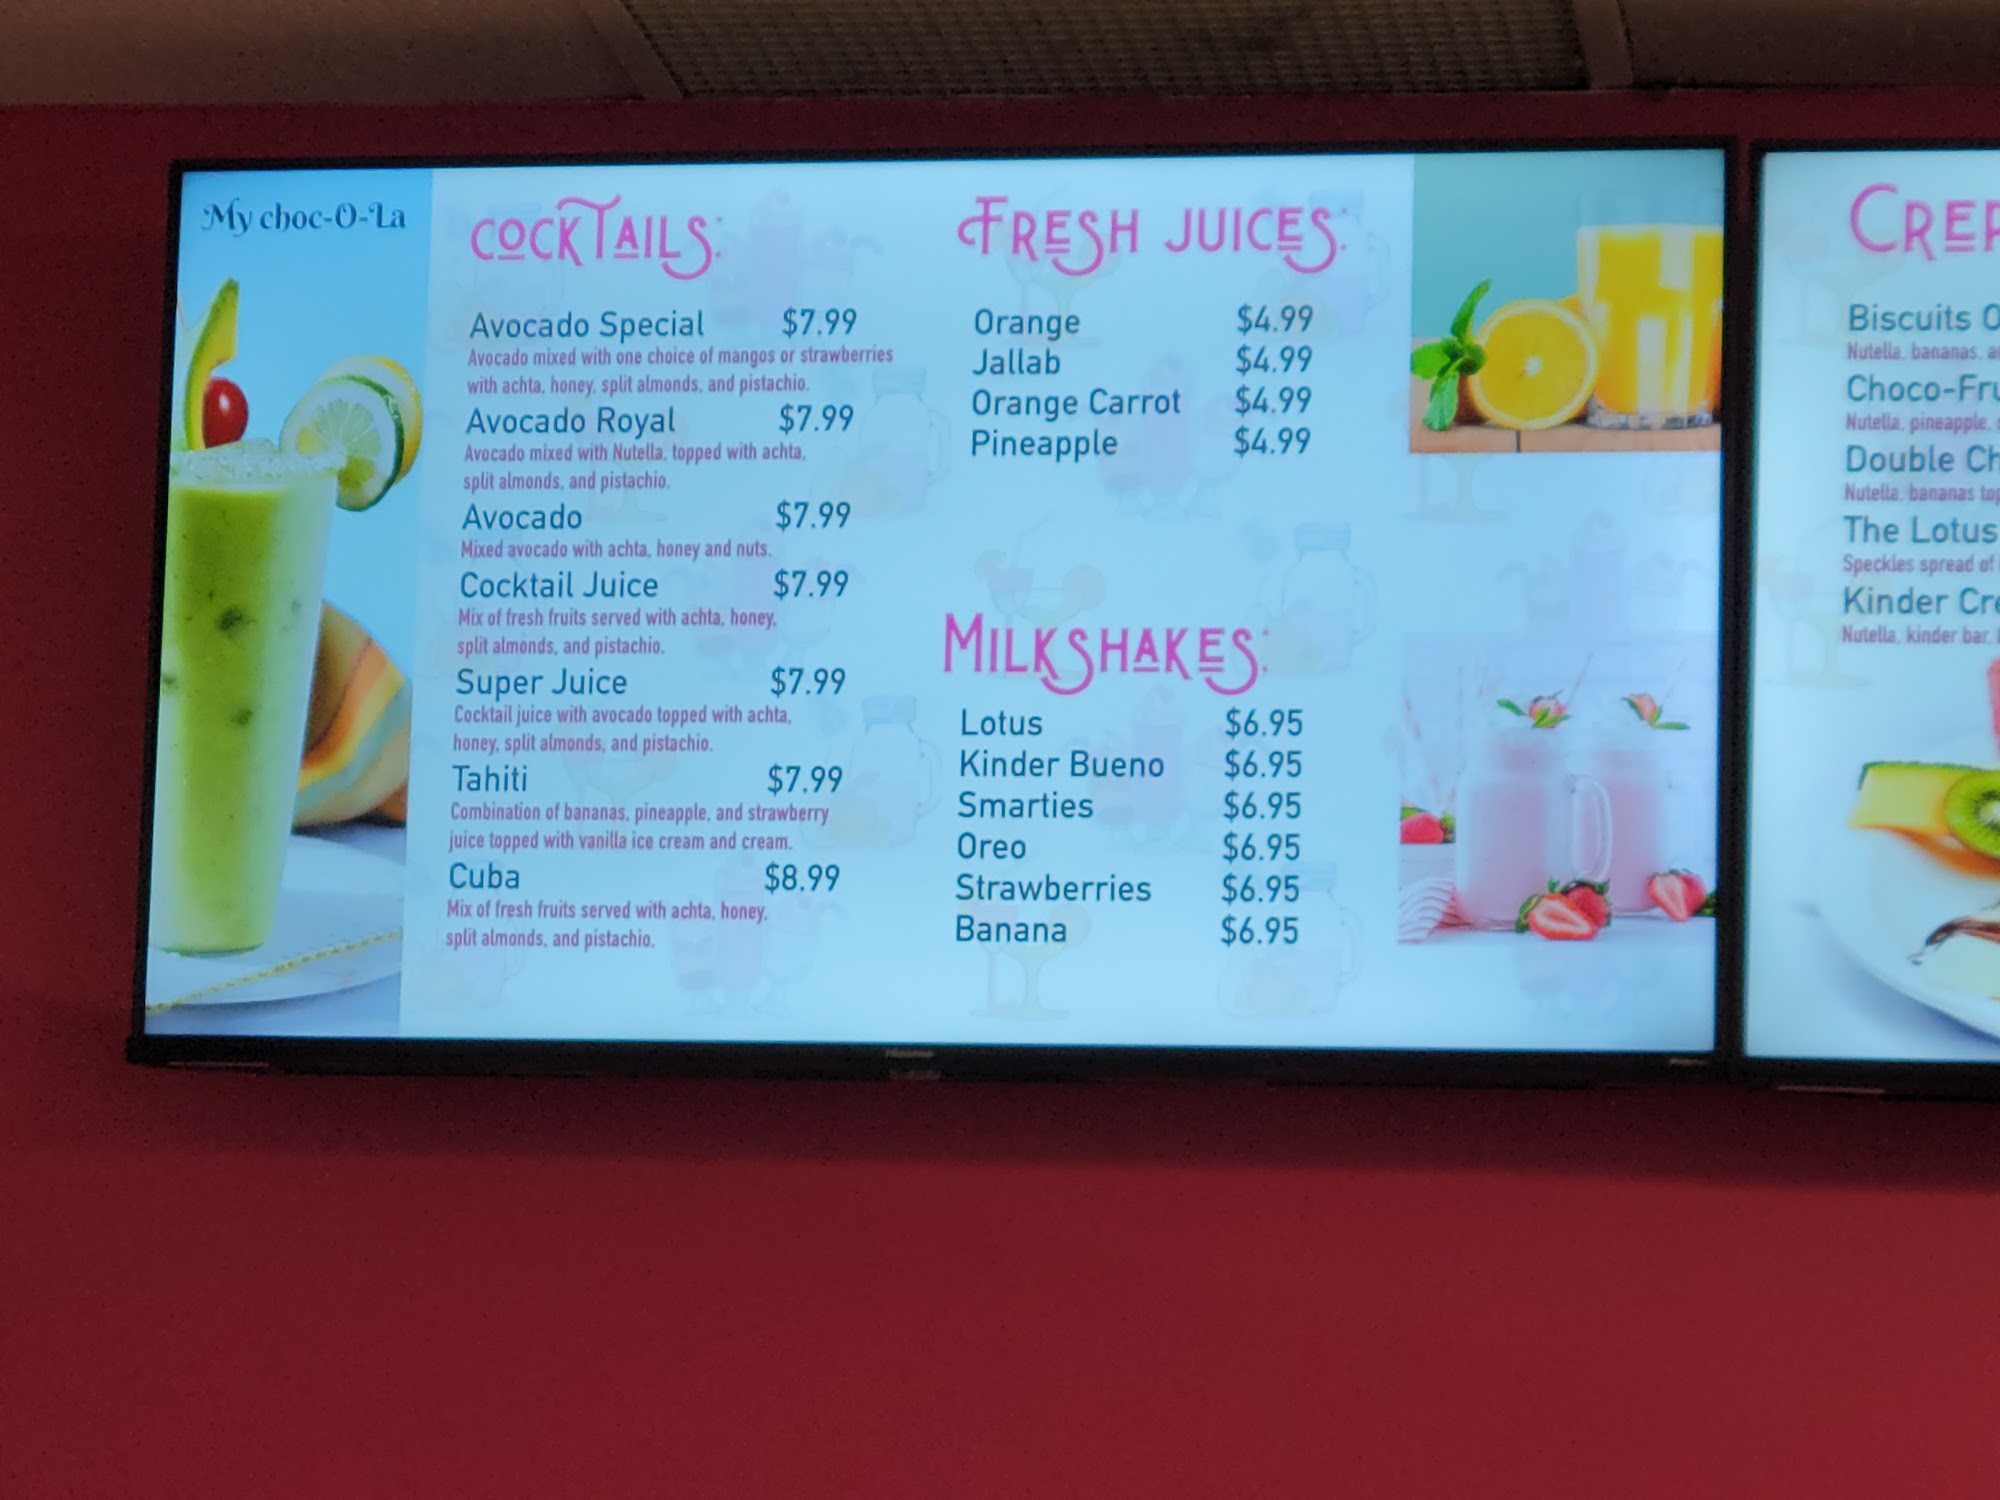 My choc-O-La
COCKTAILS:
Avocado Special $7.99
Avocado mixed with one choice of mangos or strawberries
with achta, honey, split almonds, and pistachio.
Avocado Royal $7.99
Avocado mixed with Nutella, topped with achta,
split almonds, and pistachio.
Avocado $7.99
Mixed avocado with achta, honey and nuts.
Cocktail Juice $7.99
Mix of fresh fruits served with achta, honey,
split almonds, and pistachio.
Super Juice $7.99
Cocktail juice with avocado topped with achta,
honey, split almonds, and pistachio.
Tahiti $7.99
Combination of bananas, pineapple, and strawberry
juice topped with vanilla ice cream and cream.
Cuba $8.99
Mix of fresh fruits served with achta, honey,
split almonds, and pistachio.
FRESH JUICES:
Orange $4.99
Jallab $4.99
Orange Carrot $4.99
Pineapple $4.99
MILKSHAKES:
Lotus $6.95
Kinder Bueno $6.95
Smarties $6.95
Oreo $6.95
Strawberries $6.95
Banana $6.95
CREP
Biscuits O
Nutella, bananas, a
Choco-Fru
Nutella, pineapple,
Double Ch
Nutella, bananas top
The Lotus
Speckles spread of
Kinder Cre
Nutella, kinder bar,